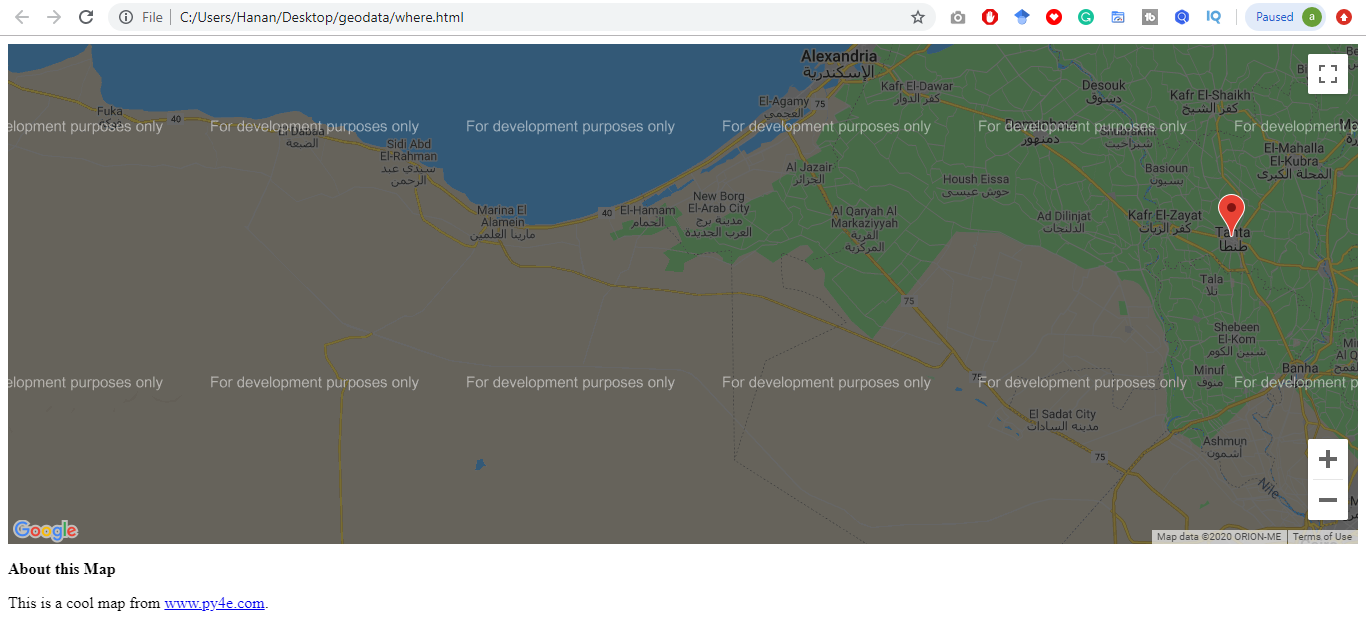 File
C:/Users/Hanan/Desktop/geodata/where.html
Paused
a
Alexandria
الإسكندرية
Kafr El-Dawar
كفر الدوار
Desouk
دسوق
Kafr El-Shaikh
كفر الشيخ
El-Agamy
العجمي
75
Fuka
40
elopment purposes only
For development purposes only
For development purposes only
For development purposes only
For development purposes only
For development p
El-Dabaa
الضبعة
Damanhour
دمنهور
Shubrakhit
شبراخيت
Sidi Abd
El-Rahman
سيدي عبد
الرحمن
El-Mahalla
El-Kubra
المحلة الكبرى
Al Jazair
الجزائر
Basioun
بسيون
Housh Eissa
حوش عيسى
New Borg
El-Arab City
مدينة برج
العرب الجديدة
Marina El
Alamein
مارينا العلمين
40
El-Hamam
الحمام
Al Qaryah Al
Markaziyyah
القرية
المركزية
Ad Dilinjat
الدلنجات
Kafr El-Zayat
كفر الزيات
Tanta
طنطا
Tala
تلا
75
Shebeen
El-Kom
شبين الكوم
Minuf
منوف
Banha
elopment purposes only
For development purposes only
For development purposes only
For development purposes only
For development purposes only
For development p
75
El Sadat City
مدينة السادات
Ashmun
أشمون
75
Nile
Google
Map data ©2020 ORION-ME
Terms of Use
About this Map
This is a cool map from www.py4e.com.